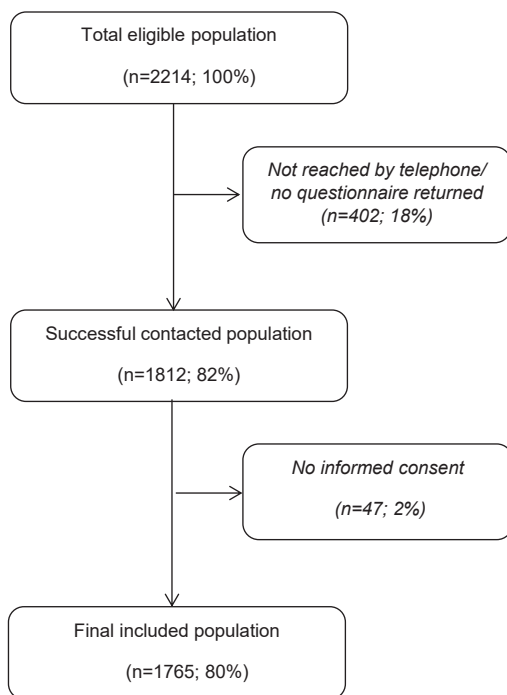 Total eligible population
(n=2214; 100%)
Not reached by telephone/
no questionnaire returned
(n=402; 18%)
Successful contacted population
(n=1812; 82%)
No informed consent
(n=47; 2%)
Final included population
(n=1765; 80%)